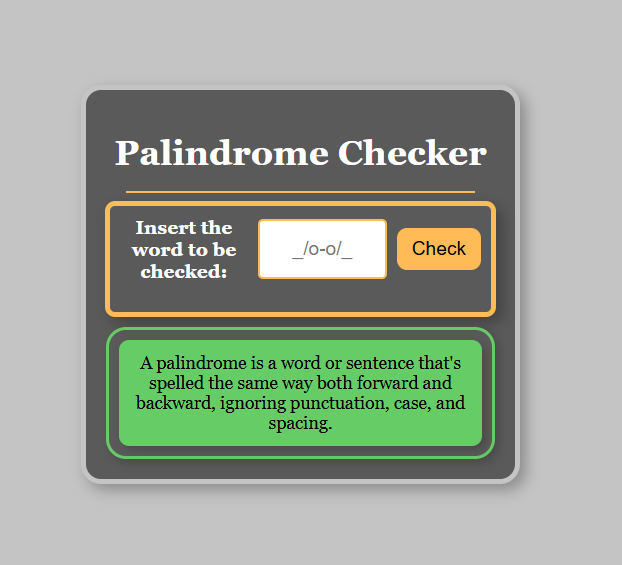 Palindrome Checker
Insert the
word to be
checked:
_/o-o/_
Check
A palindrome is a word or sentence that's
spelled the same way both forward and
backward, ignoring punctuation, case, and
spacing.